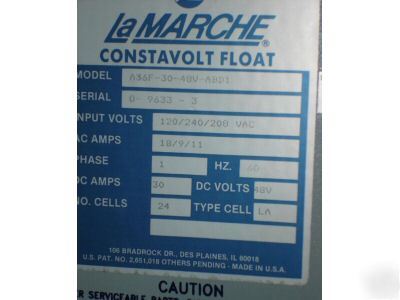 LaMARCHE®
CONSTAVOLT FLOAT
MODEL A36F-30-48V-ABD1
SERIAL 0- 9633 - 3
INPUT VOLTS 120/240/208 VAC
AC AMPS 18/9/11
PHASE 1 HZ. 60
DC AMPS 30 DC VOLTS 48V
NO. CELLS 24 TYPE CELL LA
106 BRADROCK DR., DES PLAINES, IL 60018
U.S. PAT. NO. 2,651,018 OTHERS PENDING - MADE IN U.S.A.
CAUTION
SERVICEABLE PARTS